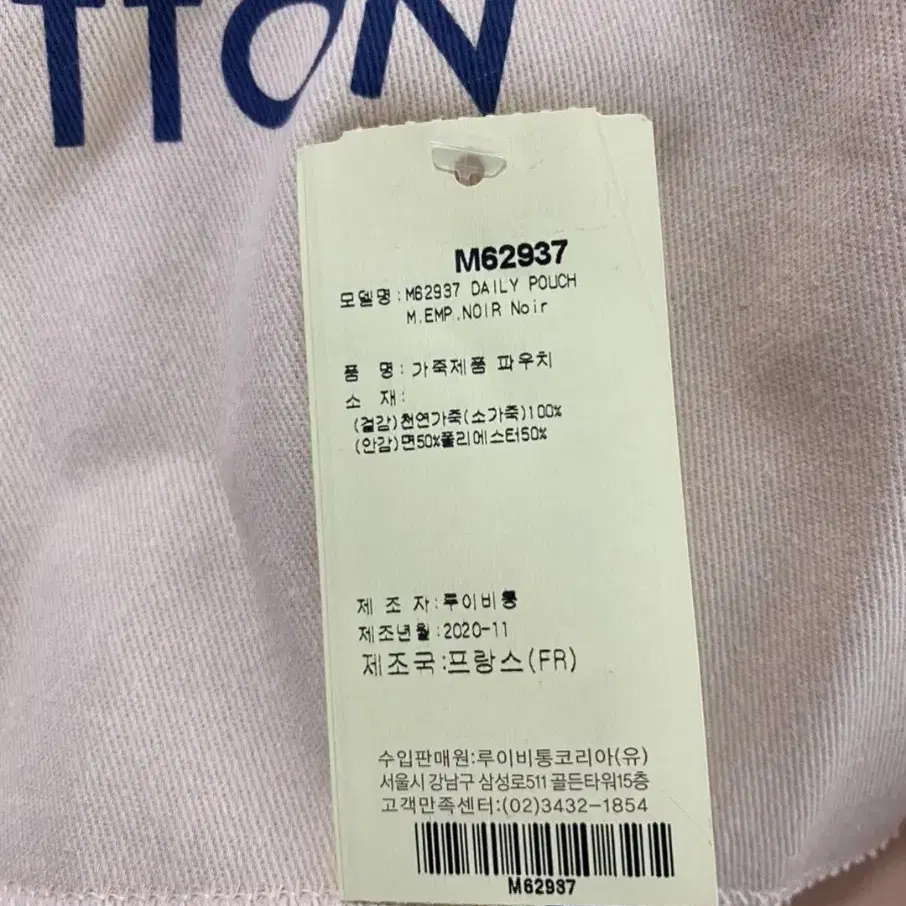 TTON
M62937
모델명:M62937 DAILY POUCH
M.EMP.NOIR Noir
품 명:가죽제품 파우치
소 재:
(겉감)천연가죽(소가죽)100%
(안감)면50%폴리에스터50%
제 조 자:루이비통
제조년월:2020-11
제조국:프랑스(FR)
수입판매원:루이비통코리아(유)
서울시 강남구 삼성로511 골든타워15층
고객만족센터:(02)3432-1854
M62937